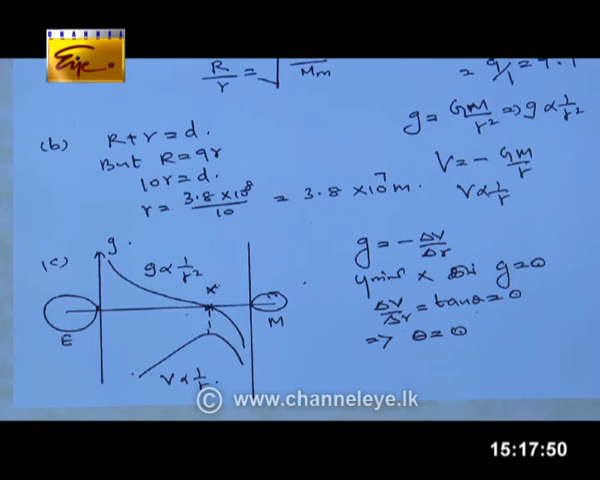 CHANNEL
Eye.
R/r = √ Mm
= 9/1 = 9:1
g = GM/r² => g ∝ 1/r²
(b) R + r = d.
But R = 9r
10r = d.
r = 3.8 × 10⁸/10 = 3.8 × 10⁷ m.
V = - GM/r
V ∝ 1/r
(c) g.
g ∝ 1/r²
x
E
M
V ∝ 1/r.
g = - ΔV/Δr
x g = 0
ΔV/Δr = tanθ = 0
=> θ = 0
© www.channeleye.lk
15:17:50